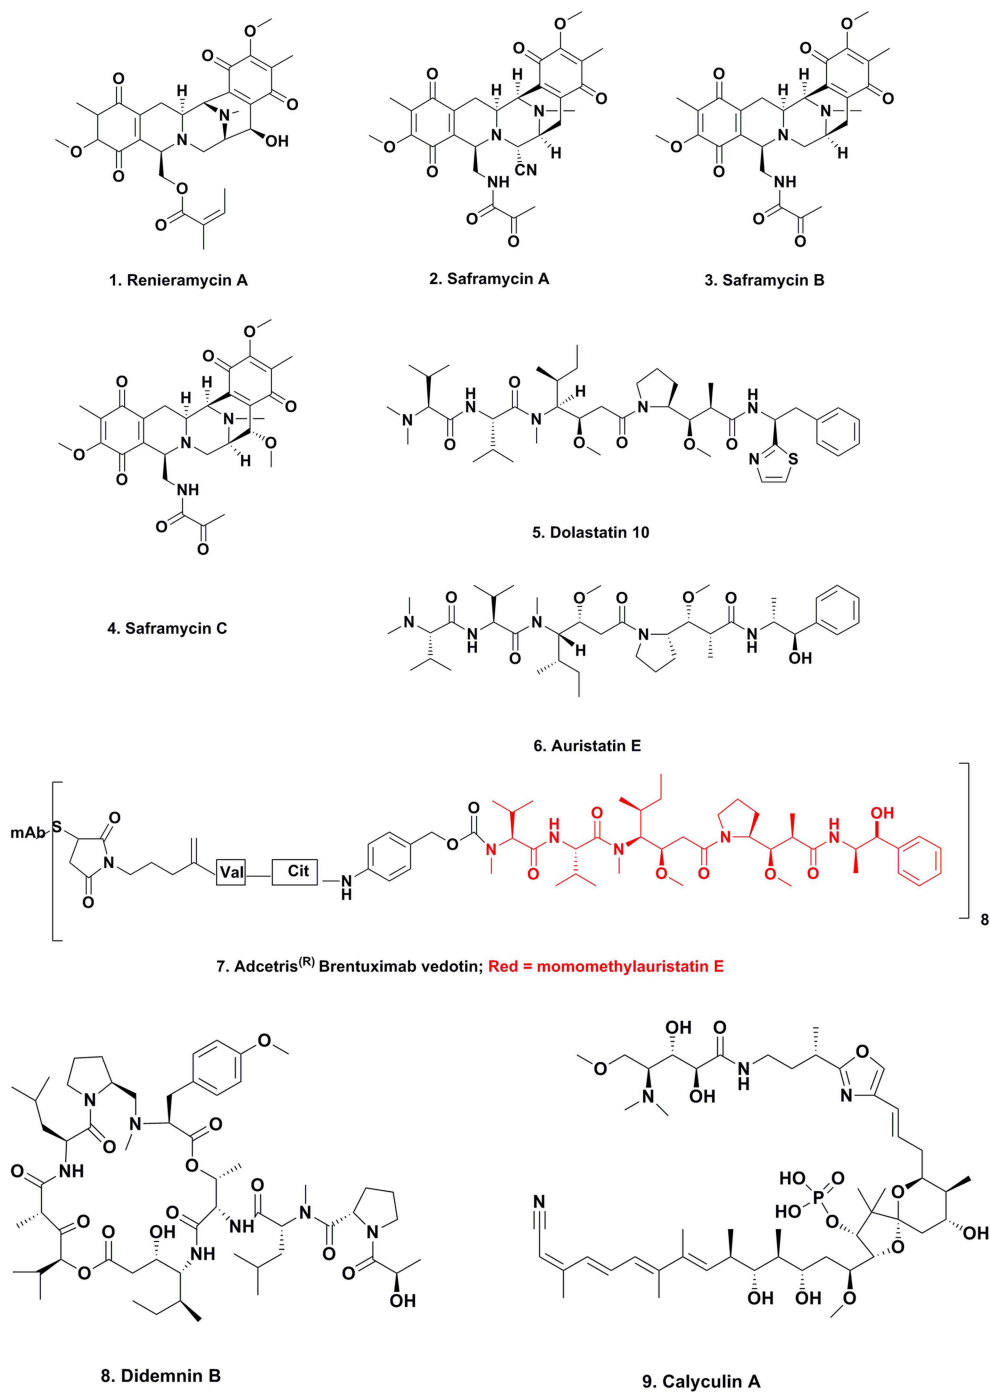 1. Renieramycin A
2. Saframycin A
3. Saframycin B
4. Saframycin C
5. Dolastatin 10
6. Auristatin E
mAb
S
Val
Cit
8
7. Adcetris(R) Brentuximab vedotin; Red = momomethylauristatin E
8. Didemnin B
9. Calyculin A